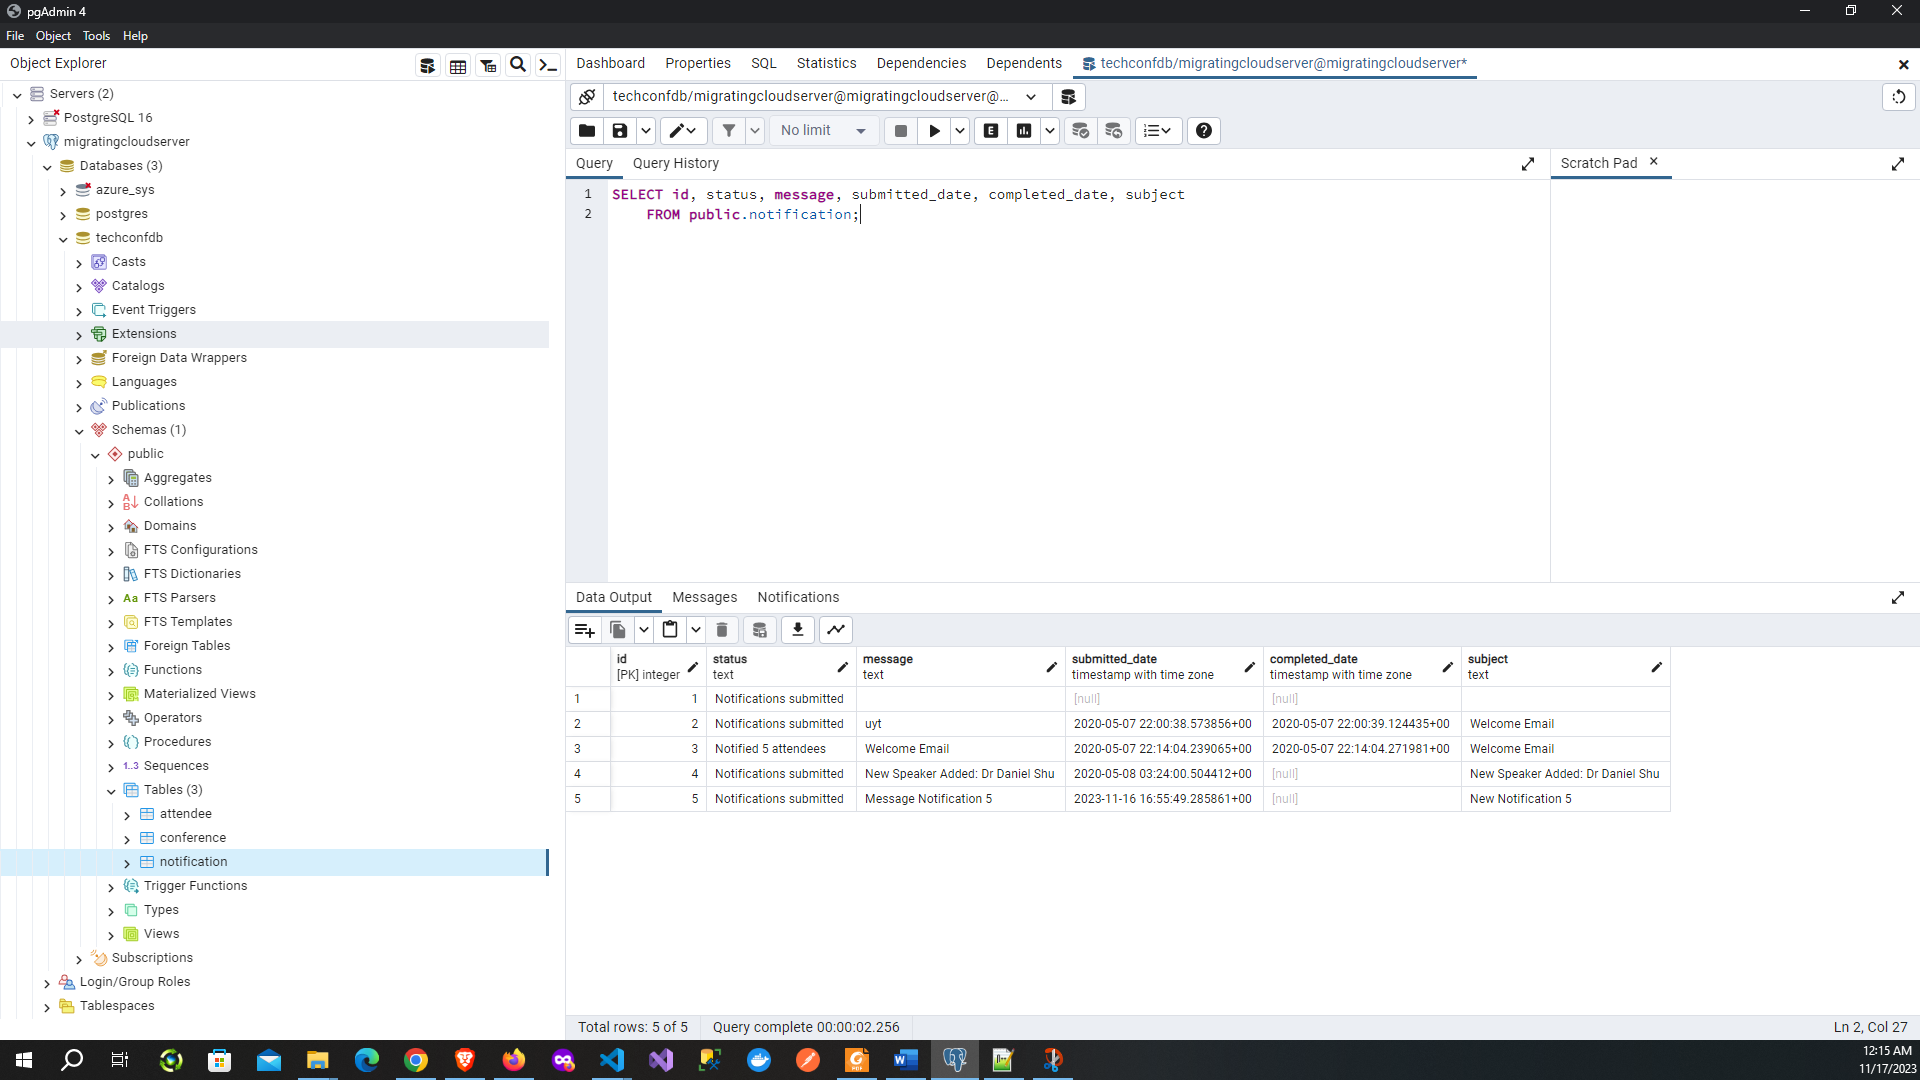 pgAdmin 4
File Object Tools Help
Object Explorer
Servers (2)
PostgreSQL 16
migratingcloudserver
Databases (3)
azure_sys
postgres
techconfdb
Casts
Catalogs
Event Triggers
Extensions
Foreign Data Wrappers
Languages
Publications
Schemas (1)
public
Aggregates
Collations
Domains
FTS Configurations
FTS Dictionaries
Aa FTS Parsers
FTS Templates
Foreign Tables
Functions
Materialized Views
Operators
Procedures
1..3 Sequences
Tables (3)
attendee
conference
notification
Trigger Functions
Types
Views
Subscriptions
Login/Group Roles
Tablespaces
Dashboard Properties SQL Statistics Dependencies Dependents techconfdb/migratingcloudserver@migratingcloudserver*
techconfdb/migratingcloudserver@migratingcloudserver@...
No limit E
Query Query History
Scratch Pad
1 SELECT id, status, message, submitted_date, completed_date, subject
2 FROM public.notification;
Data Output Messages Notifications
id status message submitted_date completed_date subject
[PK] integer text text timestamp with time zone timestamp with time zone text
1 1 Notifications submitted [null] [null]
2 2 Notifications submitted uyt 2020-05-07 22:00:38.573856+00 2020-05-07 22:00:39.124435+00 Welcome Email
3 3 Notified 5 attendees Welcome Email 2020-05-07 22:14:04.239065+00 2020-05-07 22:14:04.271981+00 Welcome Email
4 4 Notifications submitted New Speaker Added: Dr Daniel Shu 2020-05-08 03:24:00.504412+00 [null] New Speaker Added: Dr Daniel Shu
5 5 Notifications submitted Message Notification 5 2023-11-16 16:55:49.285861+00 [null] New Notification 5
Total rows: 5 of 5 Query complete 00:00:02.256 Ln 2, Col 27
12:15 AM
11/17/2023